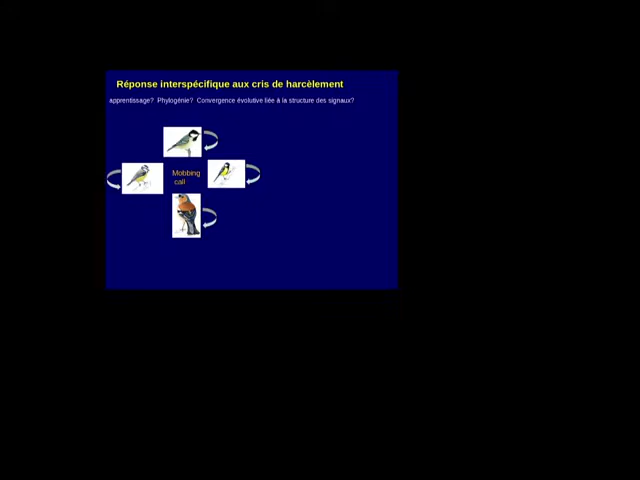 Réponse interspécifique aux cris de harcèlement
apprentissage? Phylogénie? Convergence évolutive liée à la structure des signaux?
Mobbing
call